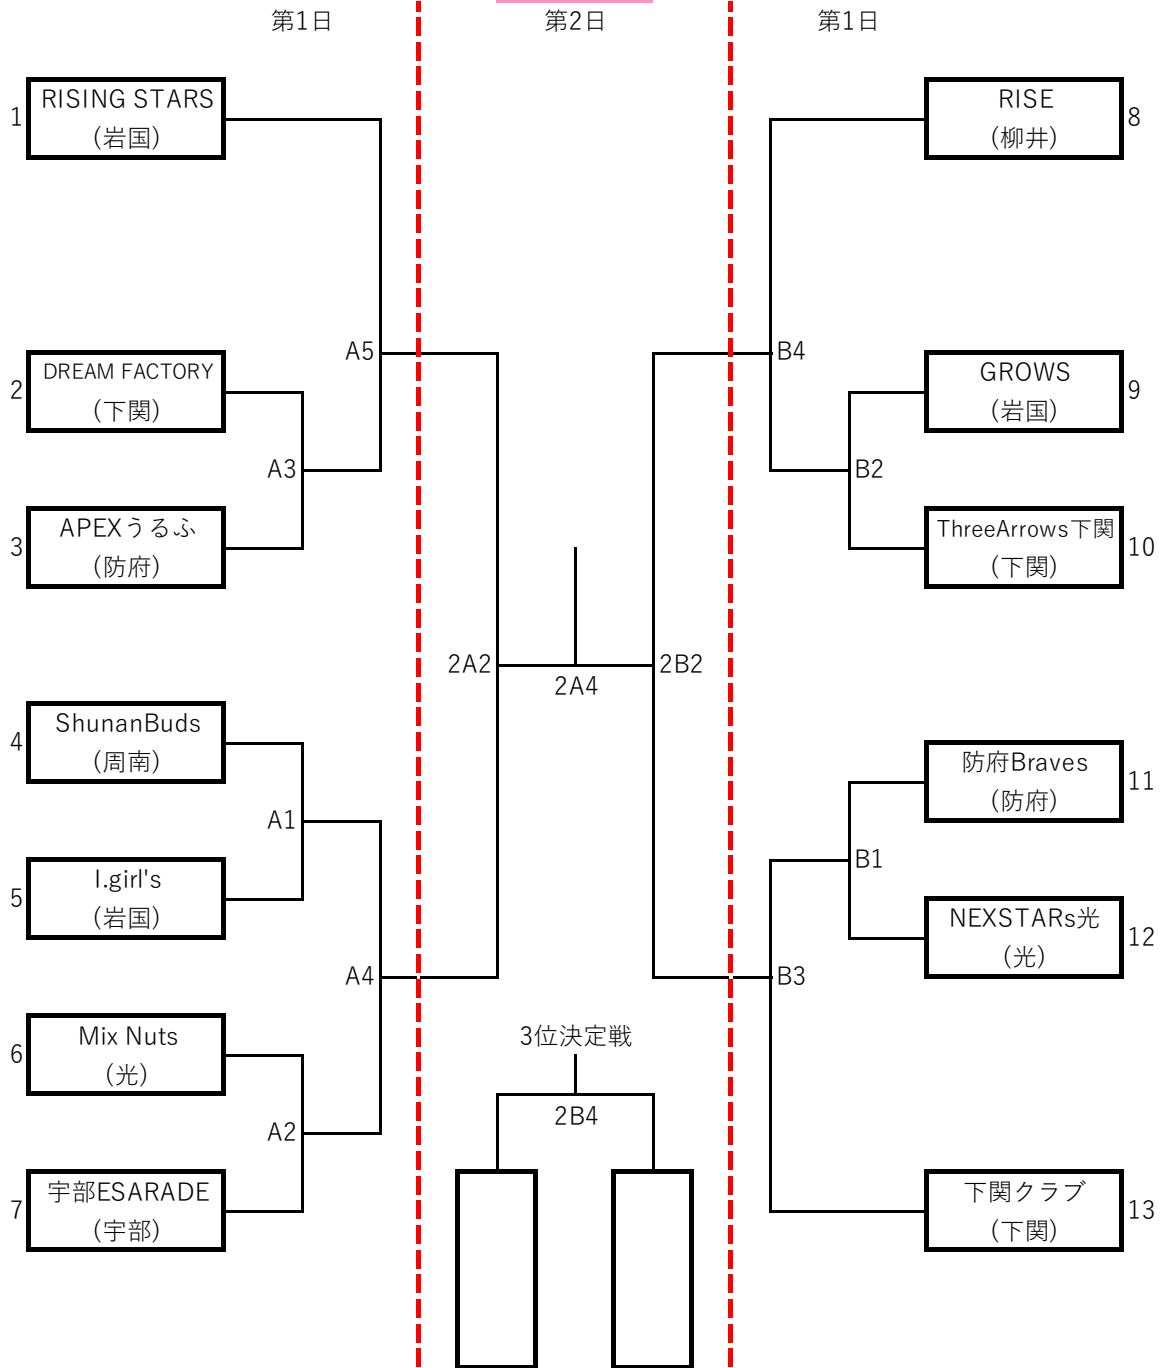 第1日
第2日
第1日
1
RISING STARS
(岩国)
RISE
(柳井)
8
A5
B4
2
DREAM FACTORY
(下関)
GROWS
(岩国)
9
A3
B2
3
APEXうるふ
(防府)
ThreeArrows下関
(下関)
10
2A2
2A4
2B2
4
ShunanBuds
(周南)
防府Braves
(防府)
11
A1
B1
5
I.girl's
(岩国)
NEXSTARs光
(光)
12
A4
B3
6
Mix Nuts
(光)
3位決定戦
2B4
A2
7
宇部ESARADE
(宇部)
下関クラブ
(下関)
13